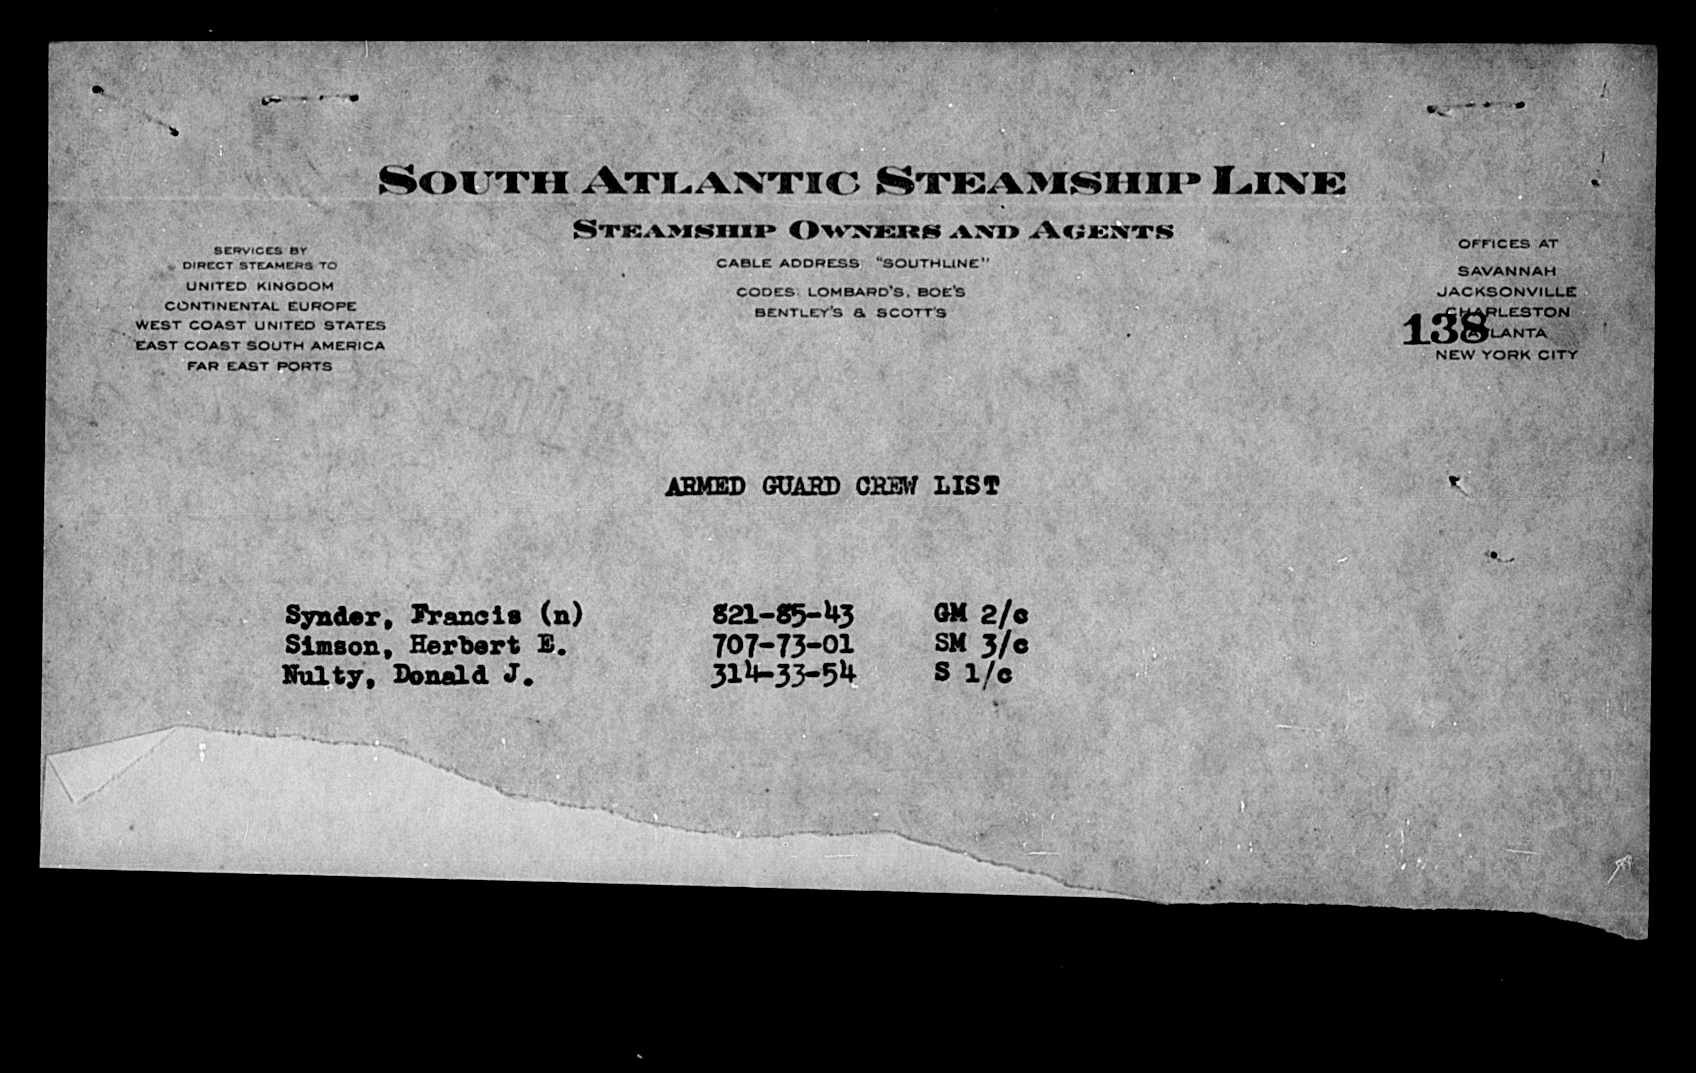 SOUTH ATLANTIC STEAMSHIP LINE
STEAMSHIP OWNERS AND AGENTS
CABLE ADDRESS "SOUTHLINE"
CODES: LOMBARD'S, BOE'S
BENTLEY'S & SCOTT'S
SERVICES BY
DIRECT STEAMERS TO
UNITED KINGDOM
CONTINENTAL EUROPE
WEST COAST UNITED STATES
EAST COAST SOUTH AMERICA
FAR EAST PORTS
OFFICES AT
SAVANNAH
JACKSONVILLE
CHARLESTON
ATLANTA
NEW YORK CITY
138
ARMED GUARD CREW LIST
Synder, Francis (n) 821-85-43 GM 2/c
Simson, Herbert E. 707-73-01 SM 3/c
Nulty, Donald J. 314-33-54 S 1/c